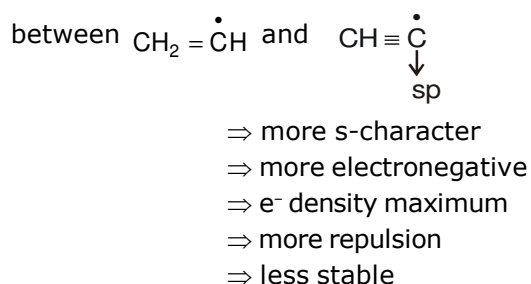 between CH₂ = ĊH and CH ≡ Ċ
↓
sp
⇒ more s-character
⇒ more electronegative
⇒ e⁻ density maximum
⇒ more repulsion
⇒ less stable